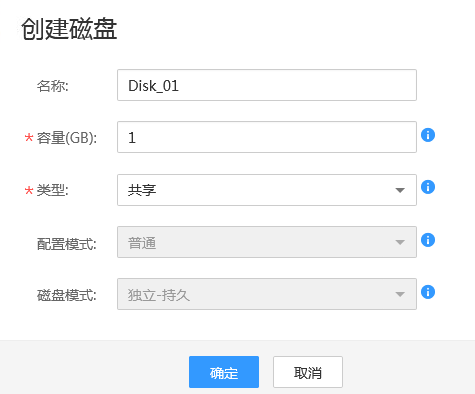 创建磁盘
名称: Disk_01
* 容量(GB): 1
* 类型: 共享
配置模式: 普通
磁盘模式: 独立-持久
确定 取消